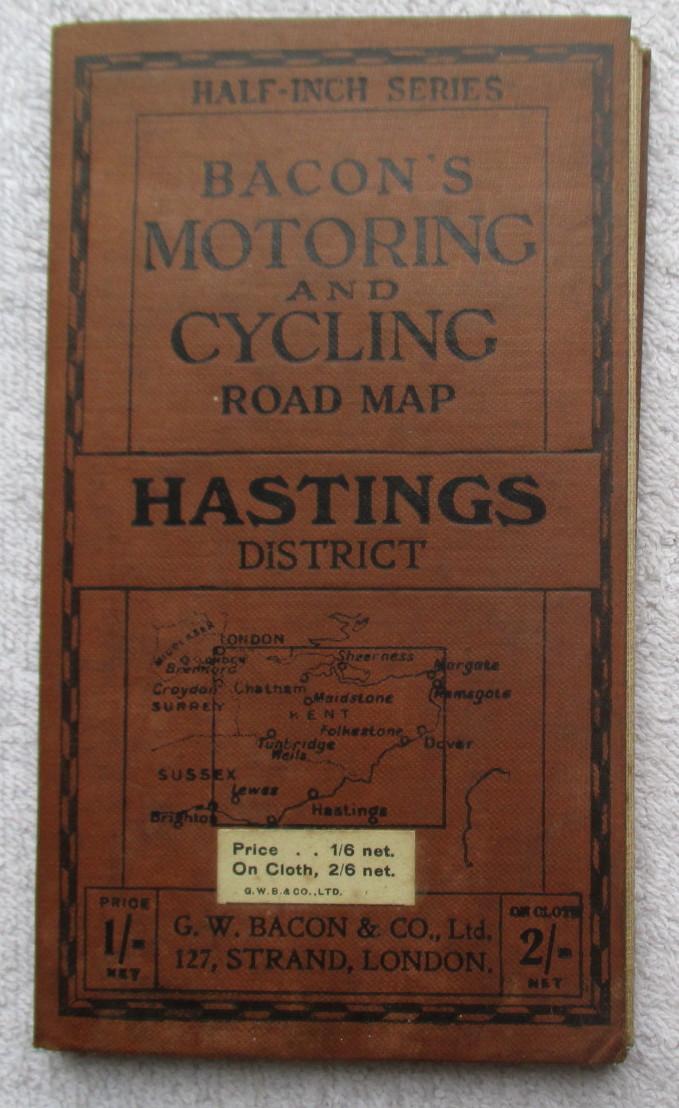 HALF-INCH SERIES
BACON'S
MOTORING
AND
CYCLING
ROAD MAP
HASTINGS
DISTRICT
MIDDLESEX
LONDON
LONDON
Brentford
Sheerness
Margate
Croydon
Chatham
Maidstone
Ramsgate
SURREY
KENT
Folkestone
Dover
Tunbridge
Wells
SUSSEX
Lewes
Hastings
Brighton
Price . . 1/6 net.
On Cloth, 2/6 net.
G.W.B.& CO.,LTD.
PRICE
1/-
NET
G. W. BACON & CO., Ltd.
127, STRAND, LONDON.
ON CLOTH
2/-
NET